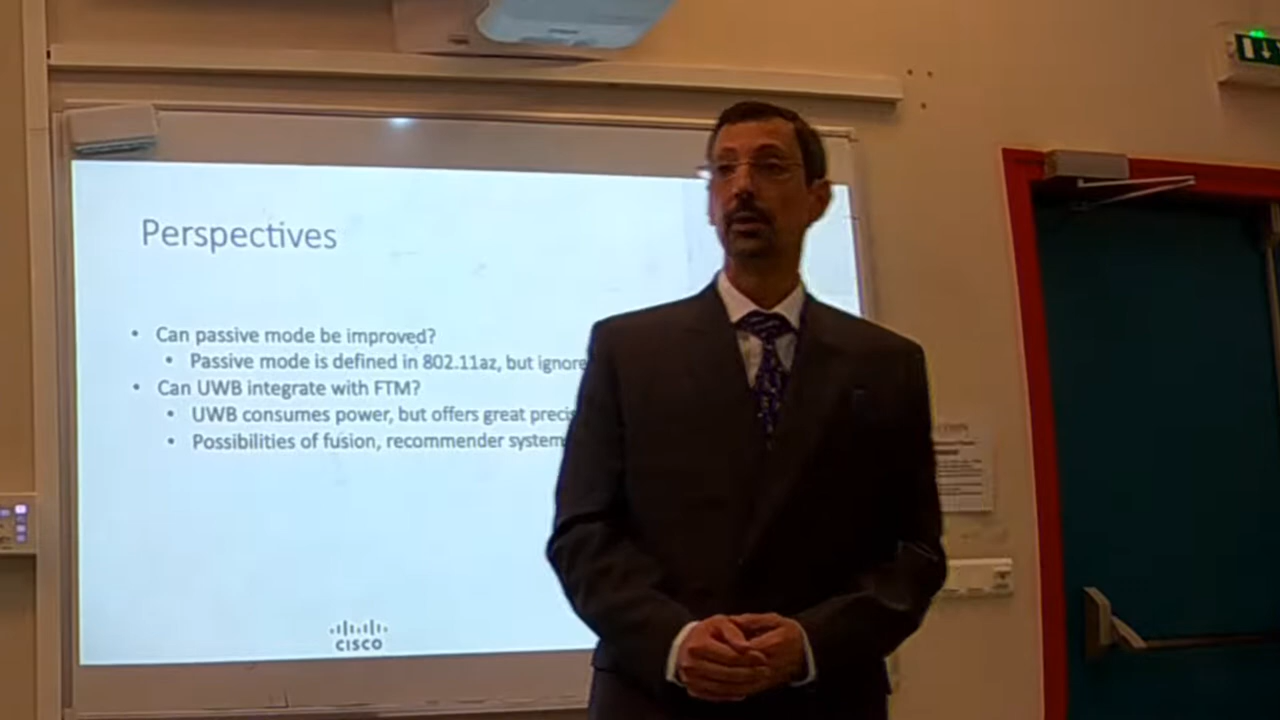 Perspectives
• Can passive mode be improved?
• Passive mode is defined in 802.11az, but ignore
• Can UWB integrate with FTM?
• UWB consumes power, but offers great precis
• Possibilities of fusion, recommender system
CISCO